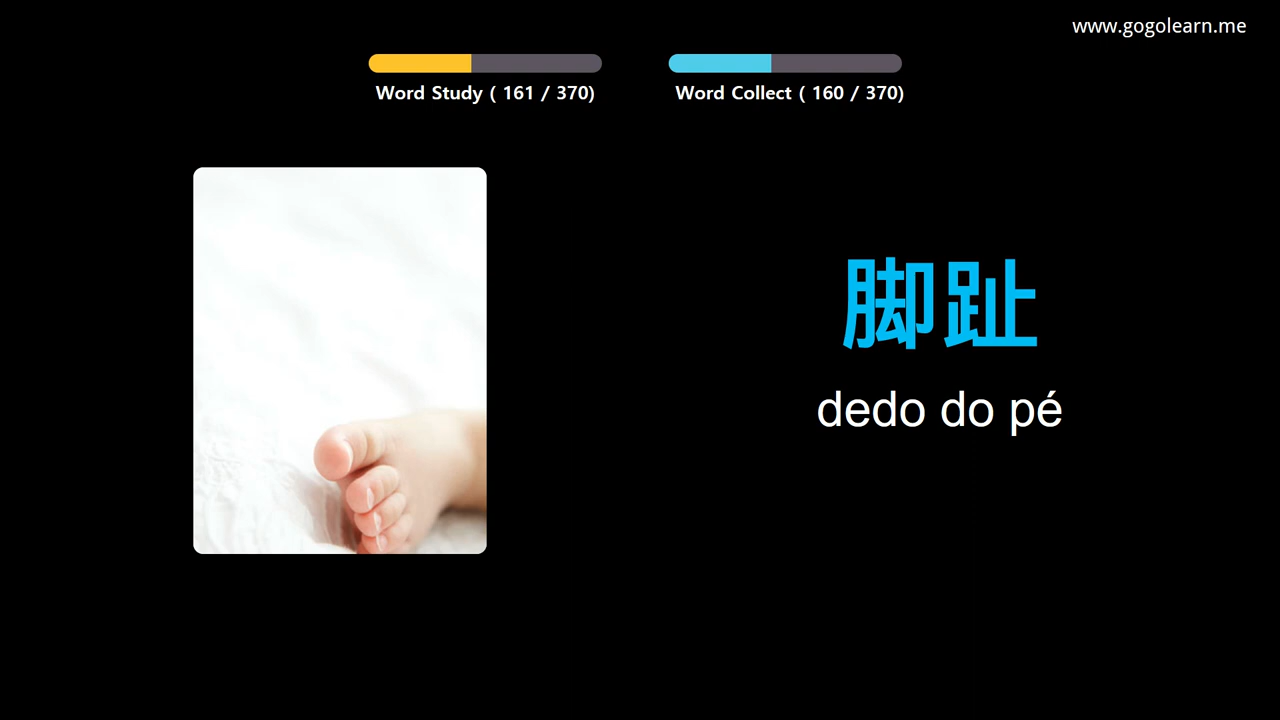 www.gogolearn.me
Word Study ( 161 / 370)
Word Collect ( 160 / 370)
脚趾
dedo do pé